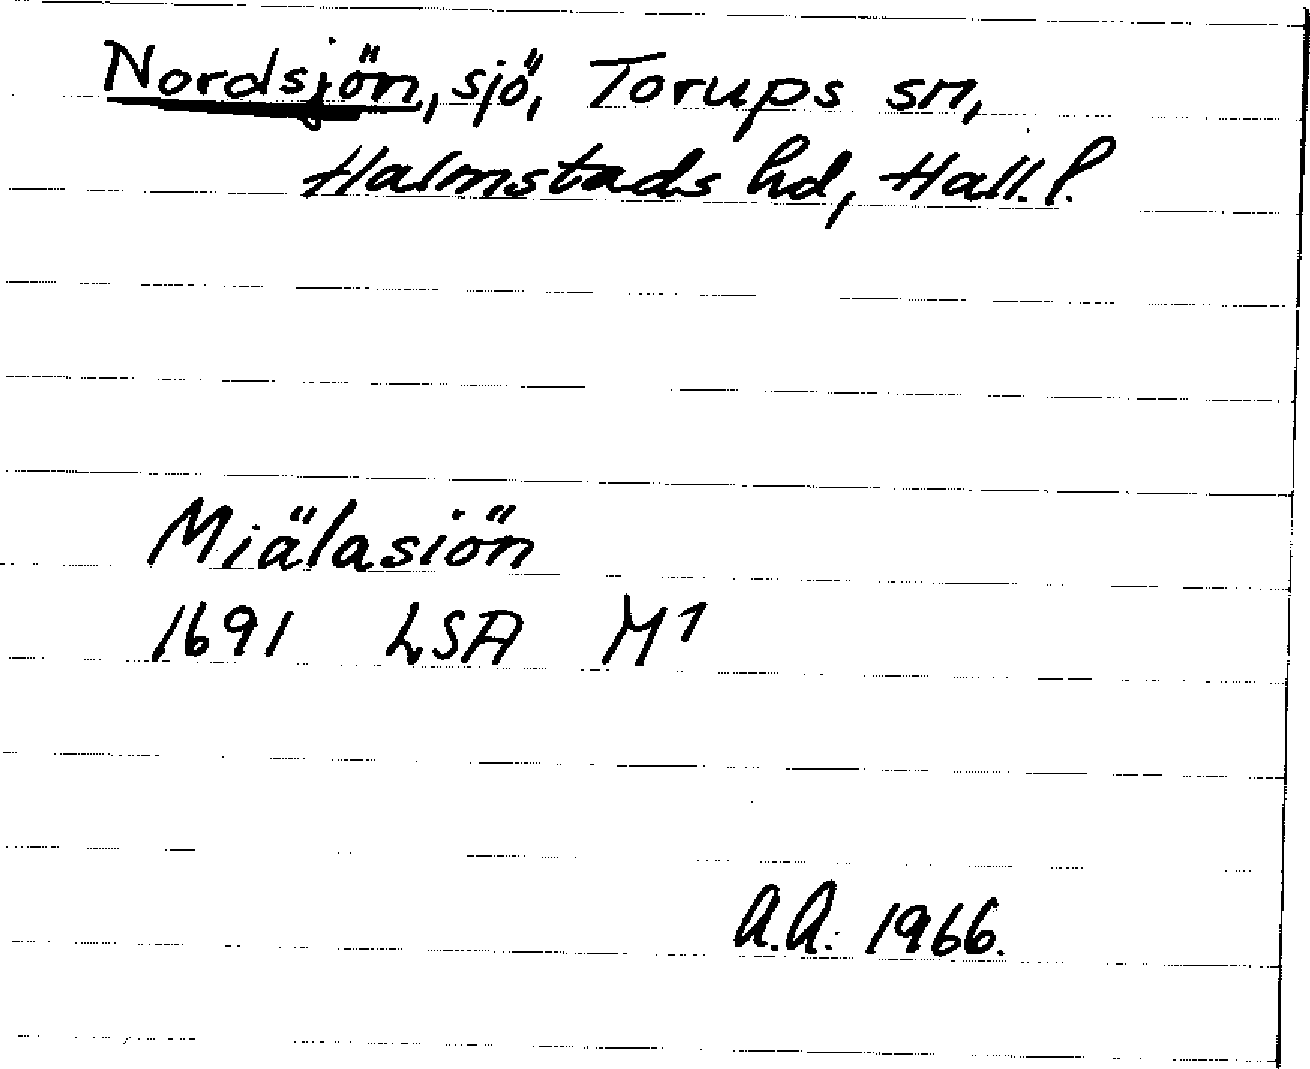 Nordsjön, sjö, Torups sn,
Halmstads hd, Hall. l.
Miälasiön
1691 LSA M1
A.A. 1966.